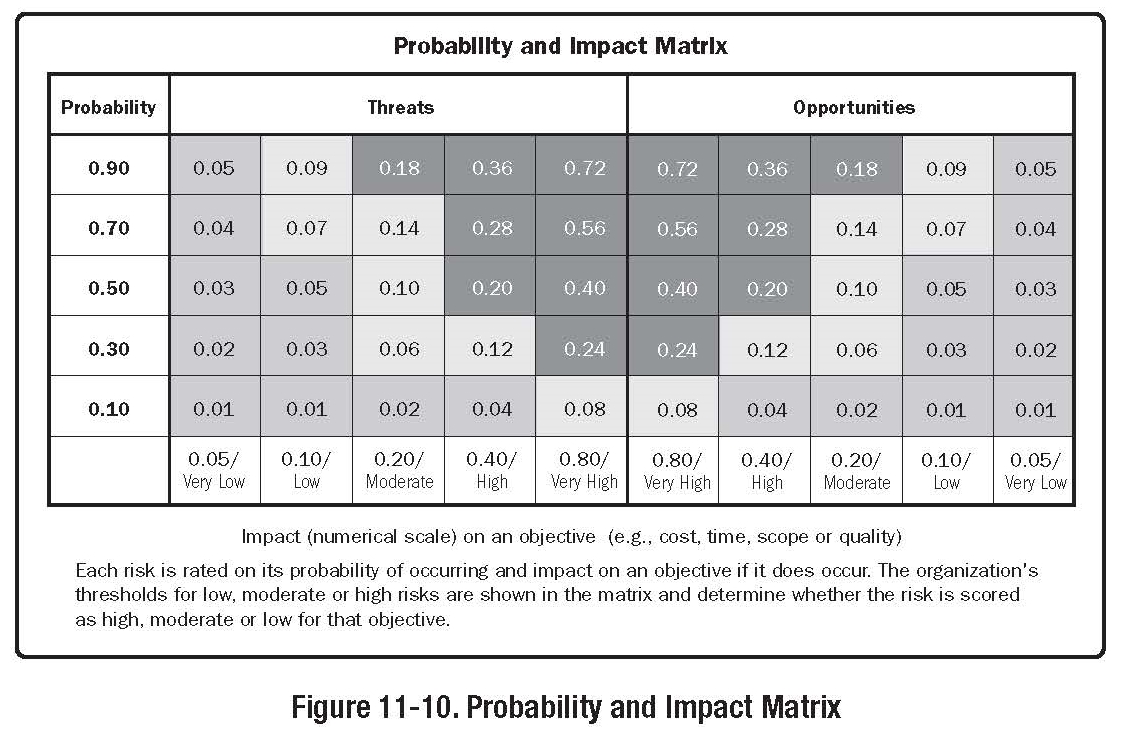 Probability and Impact Matrix
Probability Threats Opportunities
0.90 0.05 0.09 0.18 0.36 0.72 0.72 0.36 0.18 0.09 0.05
0.70 0.04 0.07 0.14 0.28 0.56 0.56 0.28 0.14 0.07 0.04
0.50 0.03 0.05 0.10 0.20 0.40 0.40 0.20 0.10 0.05 0.03
0.30 0.02 0.03 0.06 0.12 0.24 0.24 0.12 0.06 0.03 0.02
0.10 0.01 0.01 0.02 0.04 0.08 0.08 0.04 0.02 0.01 0.01
0.05/ 0.10/ 0.20/ 0.40/ 0.80/ 0.80/ 0.40/ 0.20/ 0.10/ 0.05/
Very Low Low Moderate High Very High Very High High Moderate Low Very Low
Impact (numerical scale) on an objective (e.g., cost, time, scope or quality)
Each risk is rated on its probability of occurring and impact on an objective if it does occur. The organization's
thresholds for low, moderate or high risks are shown in the matrix and determine whether the risk is scored
as high, moderate or low for that objective.
Figure 11-10. Probability and Impact Matrix